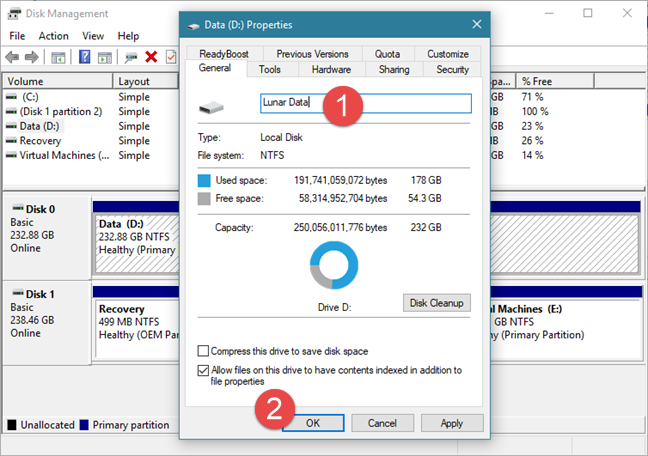 Disk Management
File Action View Help
Volume Layout
(C:) Simple
(Disk 1 partition 2) Simple
Data (D:) Simple
Recovery Simple
Virtual Machines (... Simple
Spa... % Free
GB 71 %
MB 100 %
GB 23 %
MB 26 %
GB 14 %
Disk 0
Basic
232.88 GB
Online
Data (D:)
232.88 GB NTFS
Healthy (Primary
Disk 1
Basic
238.46 GB
Online
Recovery
499 MB NTFS
Healthy (OEM Par
al Machines (E:)
GB NTFS
y (Primary Partition)
Unallocated Primary partition
Data (D:) Properties
ReadyBoost Previous Versions Quota Customize
General Tools Hardware Sharing Security
Lunar Data
1
Type: Local Disk
File system: NTFS
Used space: 191,741,059,072 bytes 178 GB
Free space: 58,314,952,704 bytes 54.3 GB
Capacity: 250,056,011,776 bytes 232 GB
Drive D:
Disk Cleanup
Compress this drive to save disk space
Allow files on this drive to have contents indexed in addition to
file properties
2
OK Cancel Apply